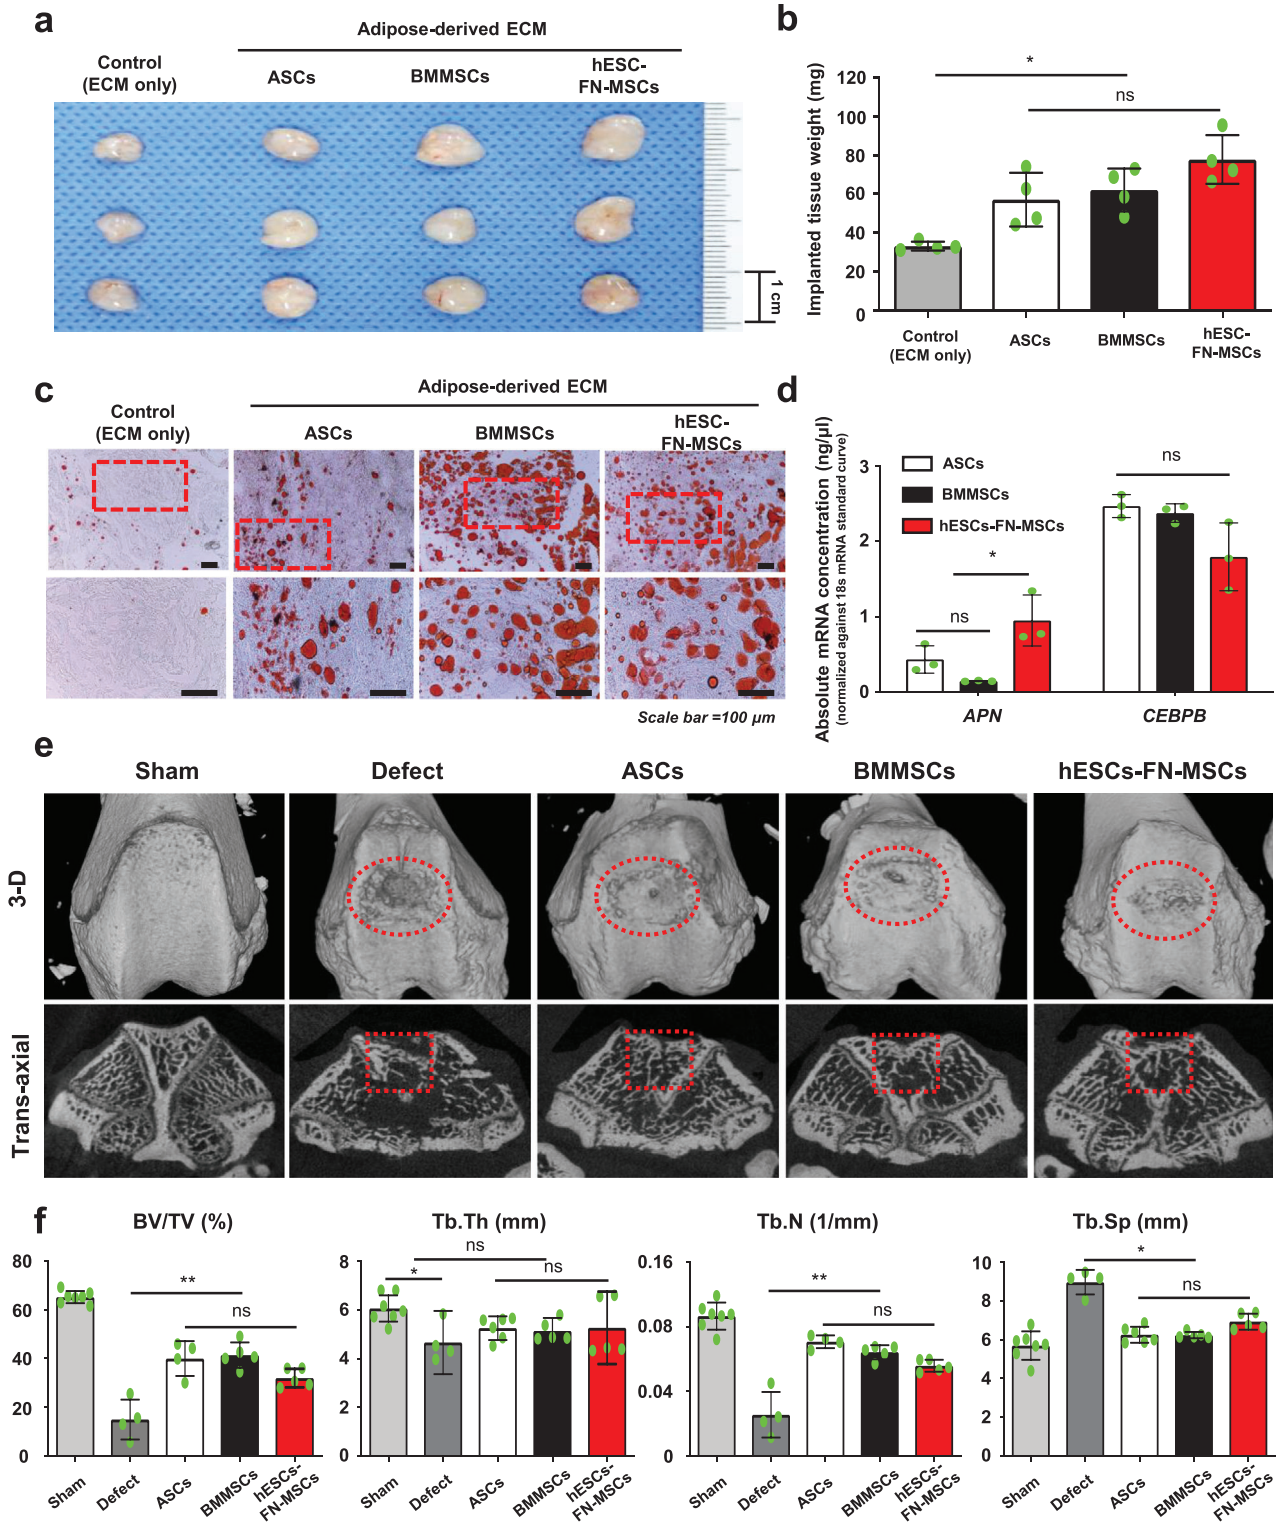 a
Adipose-derived ECM
Control
(ECM only)
ASCs
BMMSCs
hESC-
FN-MSCs
1 cm
b
Implanted tissue weight (mg)
120
100
80
60
40
20
0
*
ns
Control
(ECM only)
ASCs
BMMSCs
hESC-
FN-MSCs
c
Adipose-derived ECM
Control
(ECM only)
ASCs
BMMSCs
hESC-
FN-MSCs
Scale bar =100 μm
d
Absolute mRNA concentration (ng/μl)
(normalized against 18s mRNA standard curve)
3
2
1
0
ASCs
BMMSCs
hESCs-FN-MSCs
ns
*
ns
APN
CEBPB
e
Sham
Defect
ASCs
BMMSCs
hESCs-FN-MSCs
3-D
Trans-axial
f
BV/TV (%)
80
60
40
20
0
**
ns
Sham
Defect
ASCs
BMMSCs
hESCs-
FN-MSCs
Tb.Th (mm)
8
6
4
2
0
ns
*
ns
Sham
Defect
ASCs
BMMSCs
hESCs-
FN-MSCs
Tb.N (1/mm)
0.16
0.08
0.04
0
**
ns
Sham
Defect
ASCs
BMMSCs
hESCs-
FN-MSCs
Tb.Sp (mm)
10
8
6
4
2
0
*
ns
Sham
Defect
ASCs
BMMSCs
hESCs-
FN-MSCs